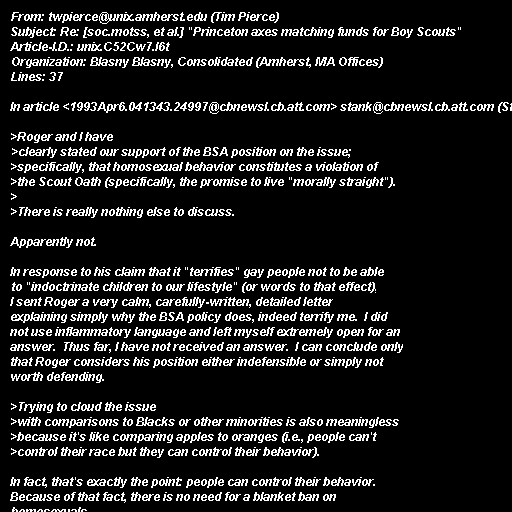 From: twpierce@unix.amherst.edu (Tim Pierce)
Subject: Re: [soc.motss, et al.] "Princeton axes matching funds for Boy Scouts"
Article-I.D.: unix.C52Cw7.I6t
Organization: Blasny Blasny, Consolidated (Amherst, MA Offices)
Lines: 37

In article <1993Apr6.041343.24997@cbnewsl.cb.att.com> stank@cbnewsl.cb.att.com (St

>Roger and I have
>clearly stated our support of the BSA position on the issue;
>specifically, that homosexual behavior constitutes a violation of
>the Scout Oath (specifically, the promise to live "morally straight").
>
>There is really nothing else to discuss.

Apparently not.

In response to his claim that it "terrifies" gay people not to be able
to "indoctrinate children to our lifestyle" (or words to that effect),
I sent Roger a very calm, carefully-written, detailed letter
explaining simply why the BSA policy does, indeed terrify me.  I did
not use inflammatory language and left myself extremely open for an
answer.  Thus far, I have not received an answer.  I can conclude only
that Roger considers his position either indefensible or simply not
worth defending.

>Trying to cloud the issue
>with comparisons to Blacks or other minorities is also meaningless
>because it's like comparing apples to oranges (i.e., people can't
>control their race but they can control their behavior).

In fact, that's exactly the point: people can control their behavior.
Because of that fact, there is no need for a blanket ban on
homosexuals.